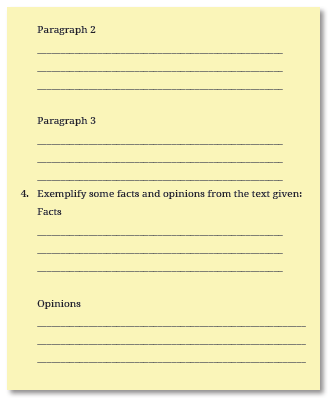 Paragraph 2
Paragraph 3
4. Exemplify some facts and opinions from the text given:
Facts
Opinions